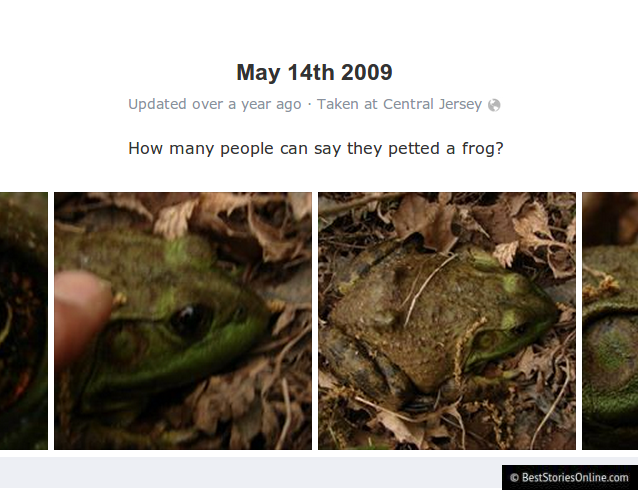 May 14th 2009
Updated over a year ago · Taken at Central Jersey
How many people can say they petted a frog?
© BestStoriesOnline.com